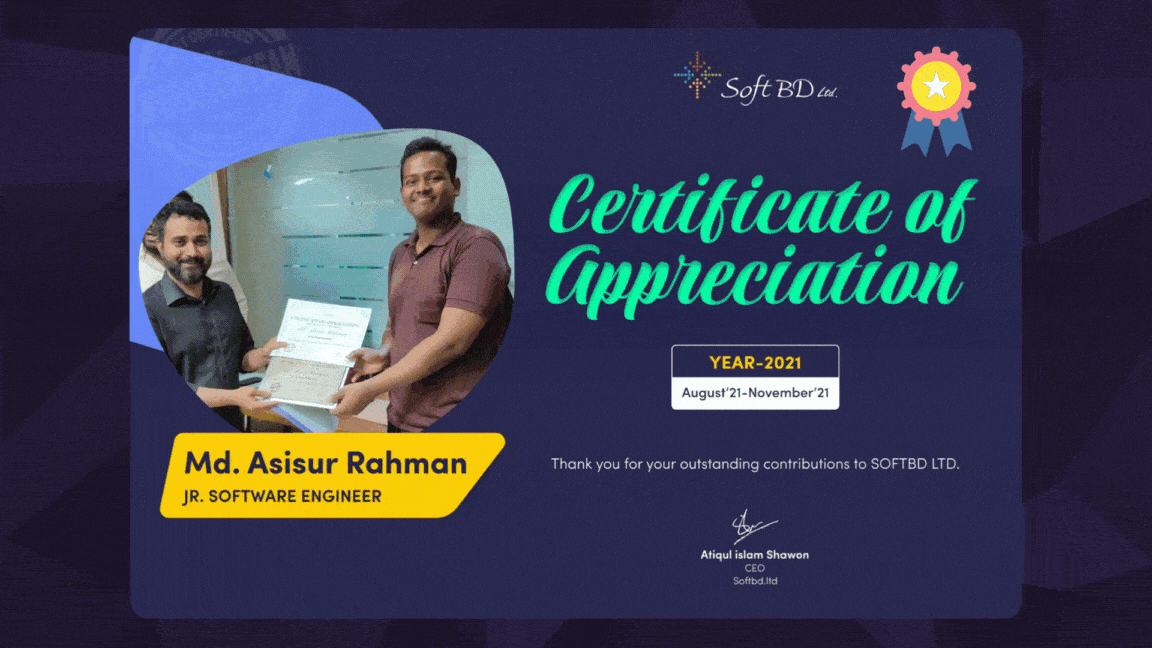 Soft BD Ltd.
Certificate of
Appreciation
YEAR-2021
August'21-November'21
Md. Asisur Rahman
JR. SOFTWARE ENGINEER
Thank you for your outstanding contributions to SOFTBD LTD.
Atiqul islam Shawon
CEO
Softbd.ltd